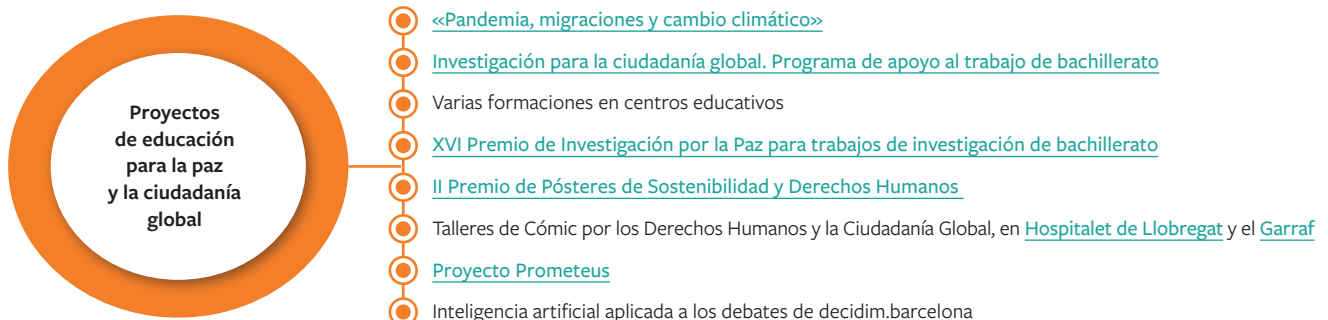 Proyectos
de educación
para la paz
y la ciudadanía
global
«Pandemia, migraciones y cambio climático»
Investigación para la ciudadanía global. Programa de apoyo al trabajo de bachillerato
Varias formaciones en centros educativos
XVI Premio de Investigación por la Paz para trabajos de investigación de bachillerato
II Premio de Pósteres de Sostenibilidad y Derechos Humanos
Talleres de Cómic por los Derechos Humanos y la Ciudadanía Global, en Hospitalet de Llobregat y el Garraf
Proyecto Prometeus
Inteligencia artificial aplicada a los debates de decidim.barcelona